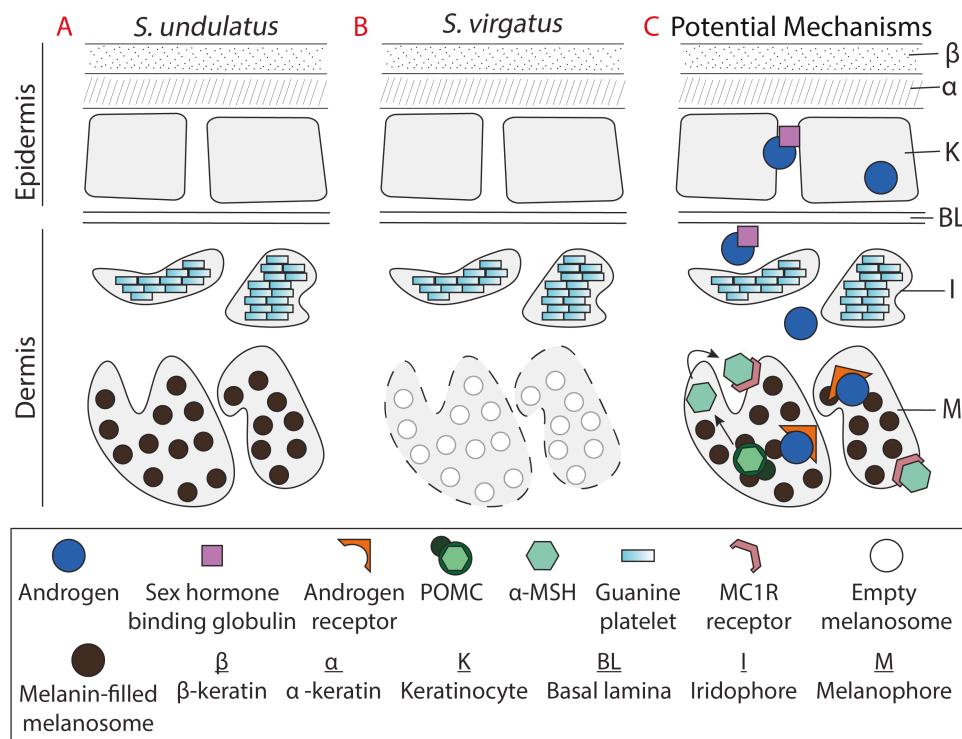 A S. undulatus B S. virgatus C Potential Mechanisms
Epidermis
β
α
K
BL
Dermis
I
M
Androgen
Sex hormone
binding globulin
Androgen
receptor
POMC
α-MSH
Guanine
platelet
MC1R
receptor
Empty
melanosome
Melanin-filled
melanosome
β
β-keratin
α
α -keratin
K
Keratinocyte
BL
Basal lamina
I
Iridophore
M
Melanophore